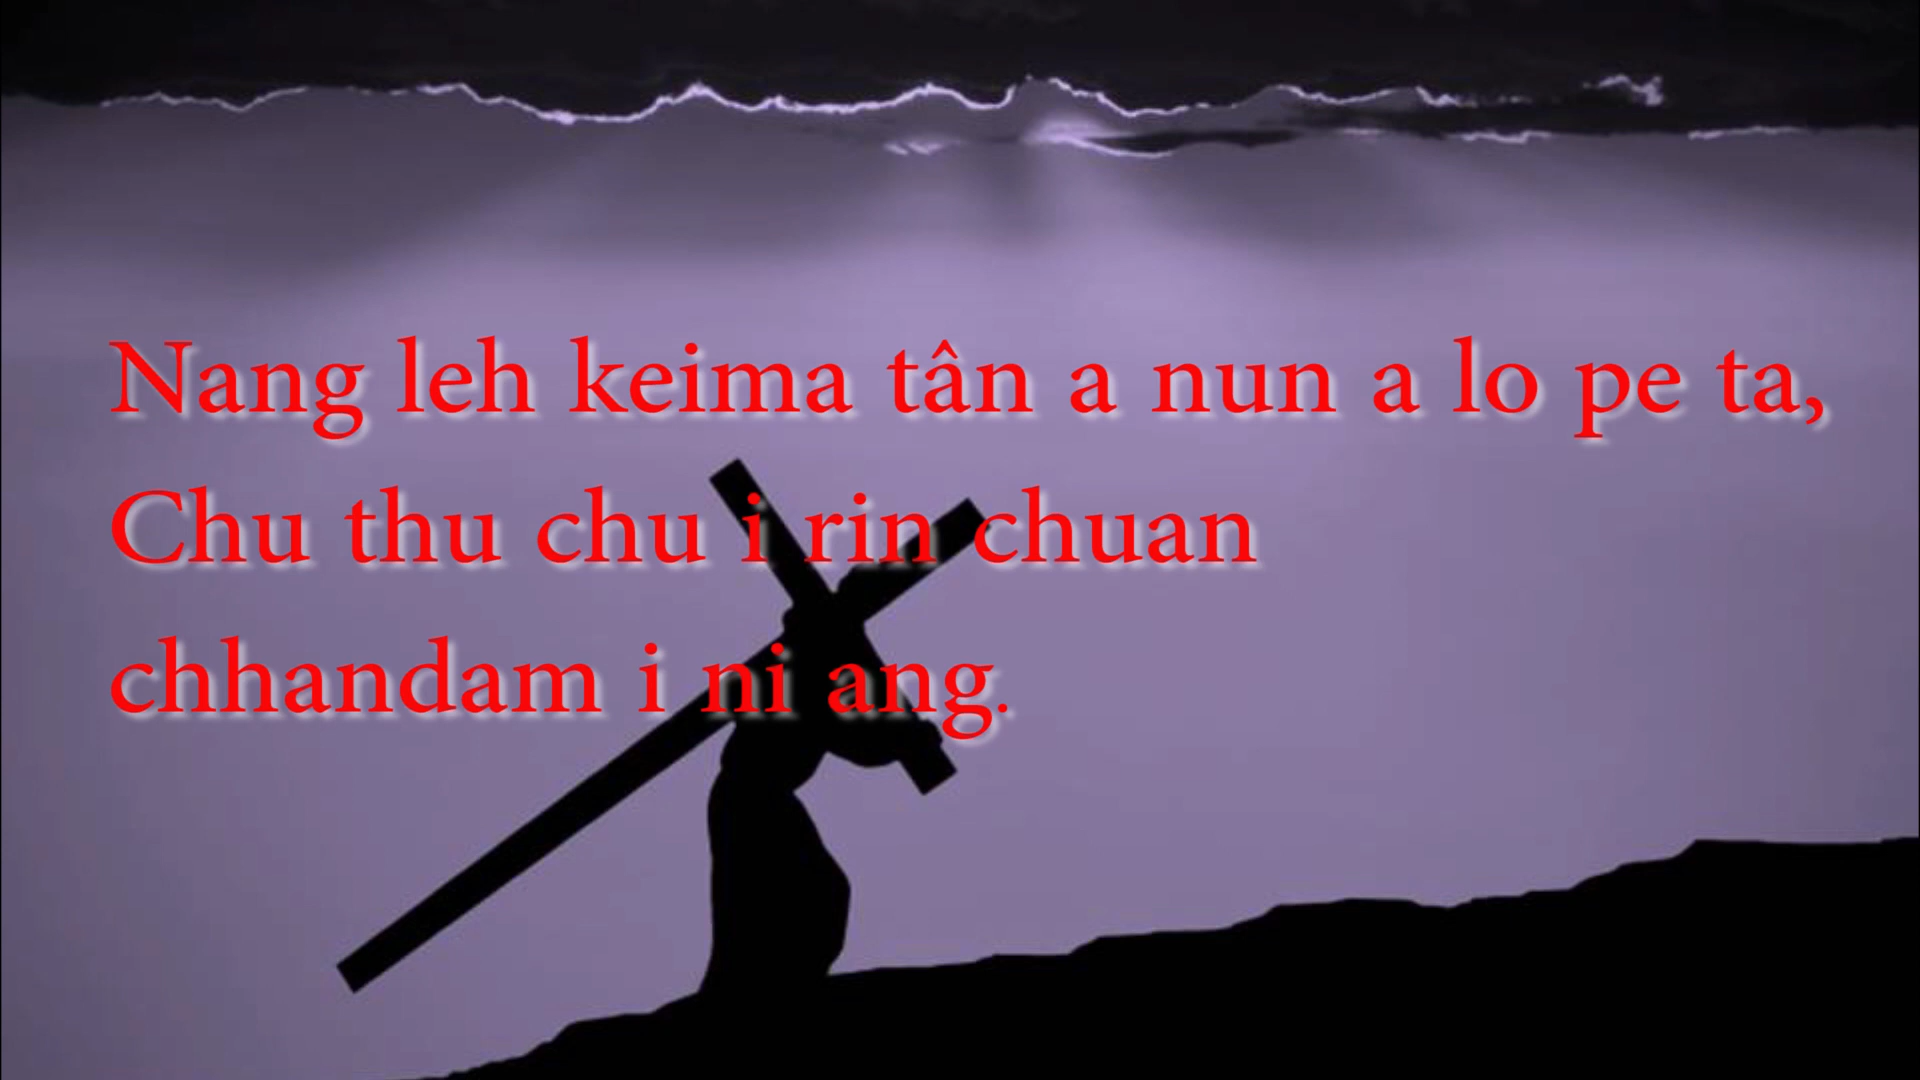 Nang leh keima tân a nun a lo pe ta,
Chu thu chu i rin chuan
chhandam i ni ang.